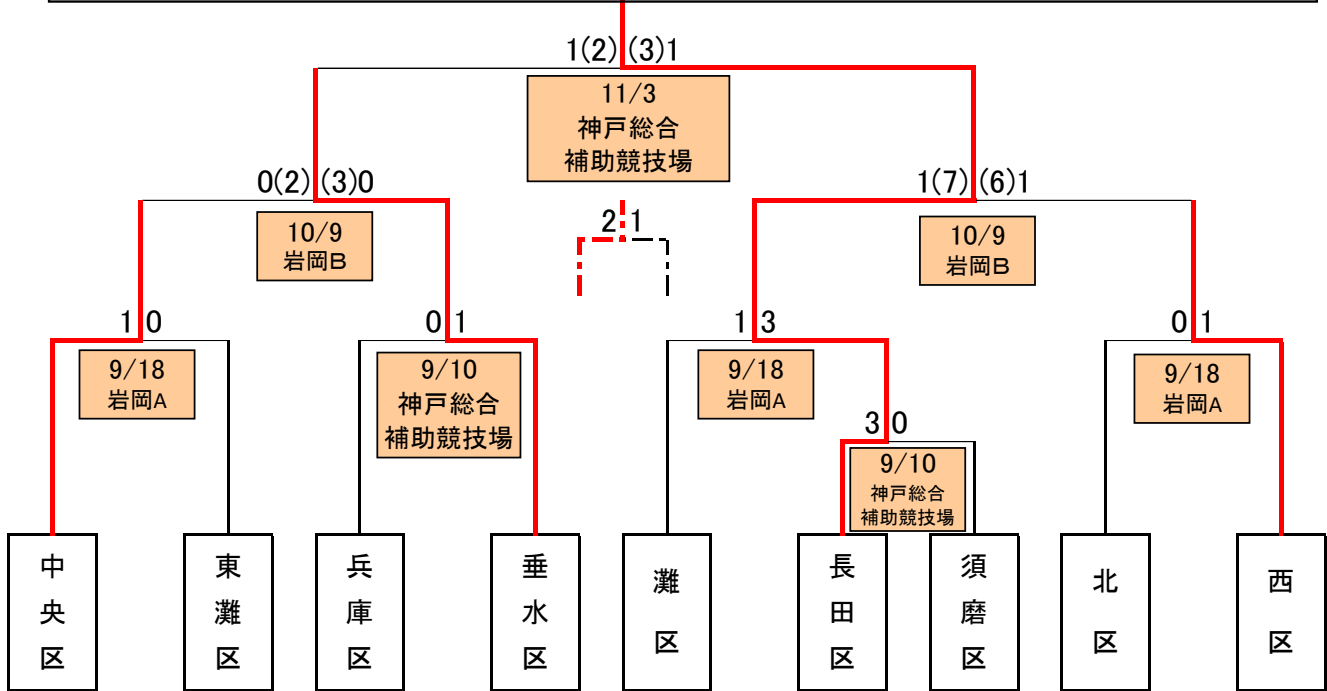 1(2) (3)1
11/3
神戸総合
補助競技場
0(2) (3)0
1(7) (6)1
10/9
岩岡B
2 1
10/9
岩岡B
1 0
0 1
1 3
0 1
9/18
岩岡A
9/10
神戸総合
補助競技場
9/18
岩岡A
9/18
岩岡A
3 0
9/10
神戸総合
補助競技場
中央区
東灘区
兵庫区
垂水区
灘区
長田区
須磨区
北区
西区